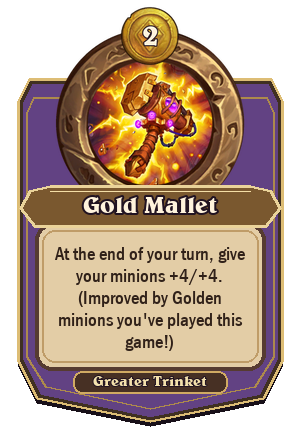 2
Gold Mallet
At the end of your turn, give
your minions +4/+4.
(Improved by Golden
minions you've played this
game!)
Greater Trinket